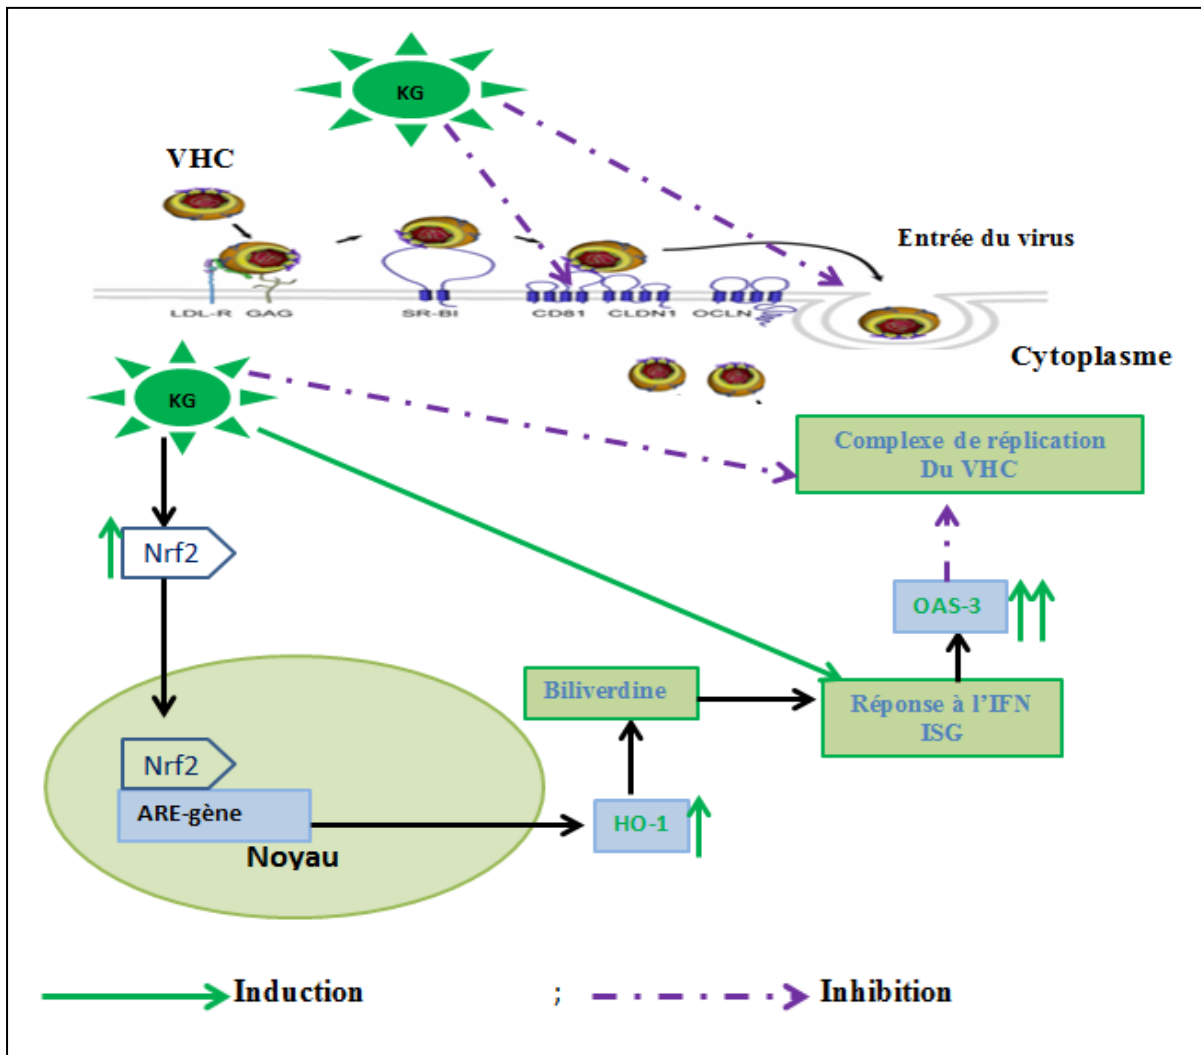 KG
VHC
Entrée du virus
LDL-R GAG SR-BI CD81 CLDN1 OCLN
Cytoplasme
KG
Complexe de réplication
Du VHC
Nrf2
OAS-3
Biliverdine
Réponse à l'IFN
ISG
Nrf2
ARE-gène
HO-1
Noyau
Induction ; Inhibition